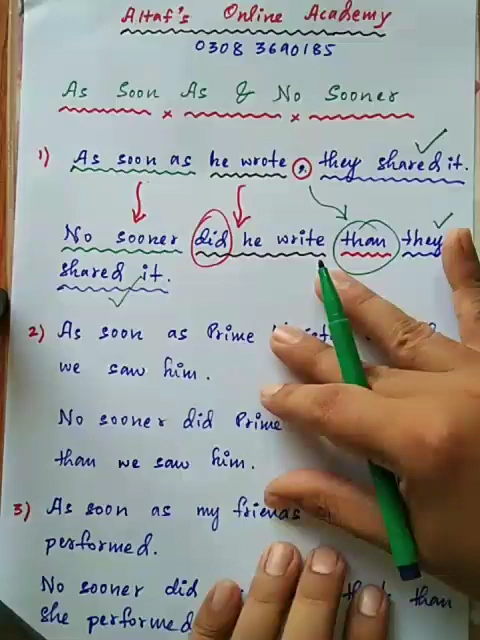 Altaf's Online Academy
0308 3690185
As Soon As & No Sooner
1) As soon as he wrote, they shared it.
No sooner did he write than they
shared it.
2) As soon as Prime
we saw him.
No sooner did Prime
than we saw him.
3) As soon as my friends
performed.
No sooner did than
she performed